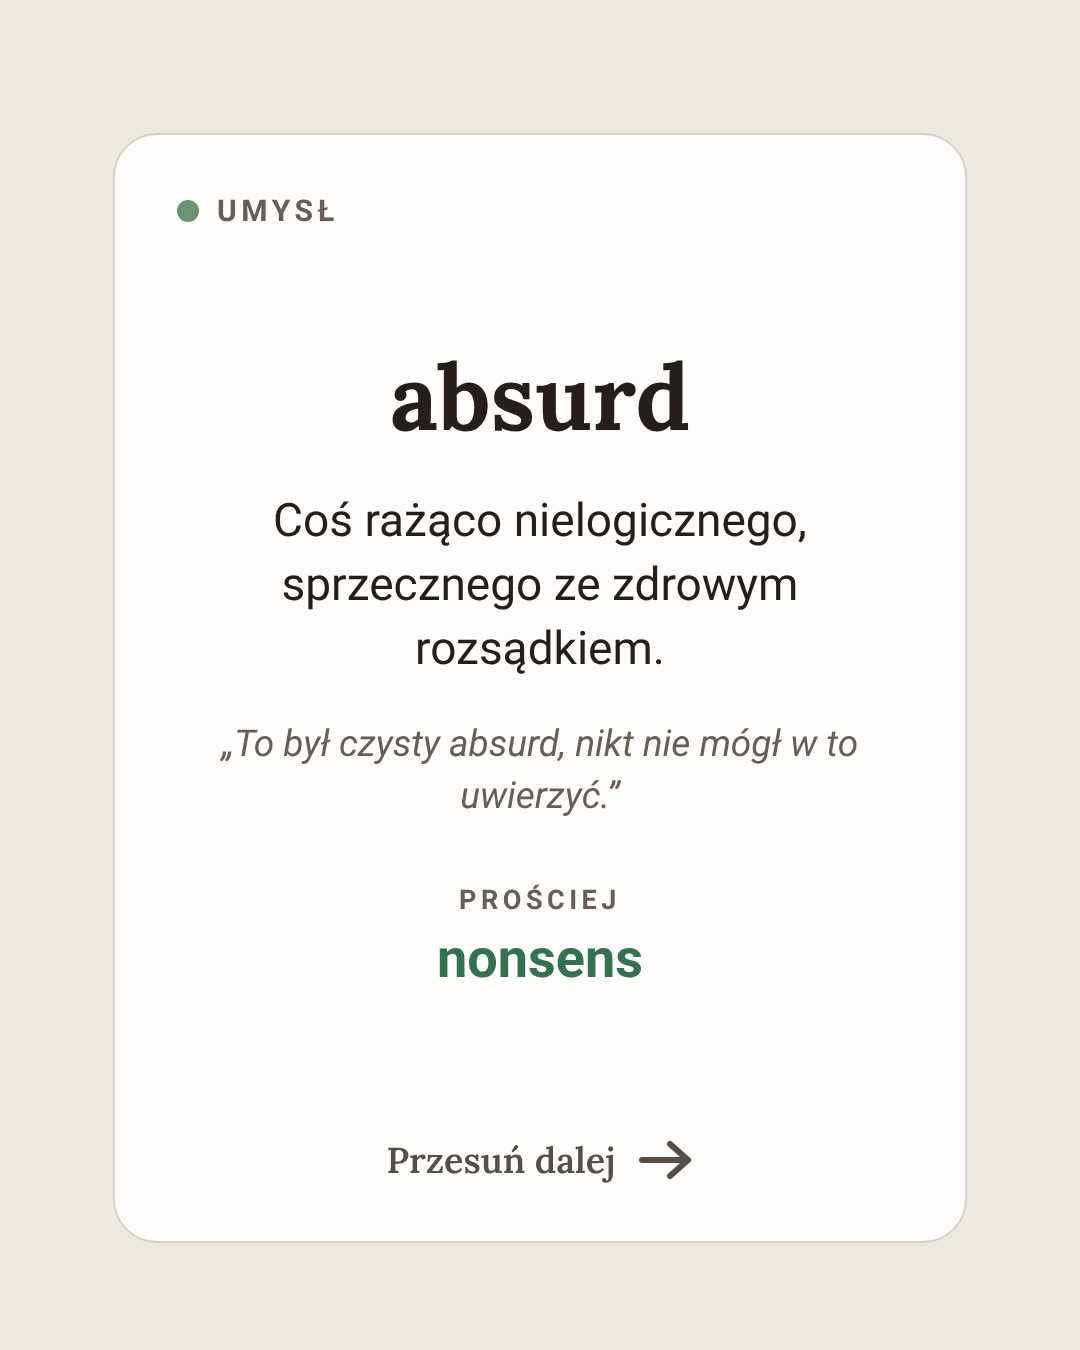 UMYSŁ
absurd
Coś rażąco nielogicznego,
sprzecznego ze zdrowym
rozsądkiem.
„To był czysty absurd, nikt nie mógł w to
uwierzyć.”
PROŚCIEJ
nonsens
Przesuń dalej →